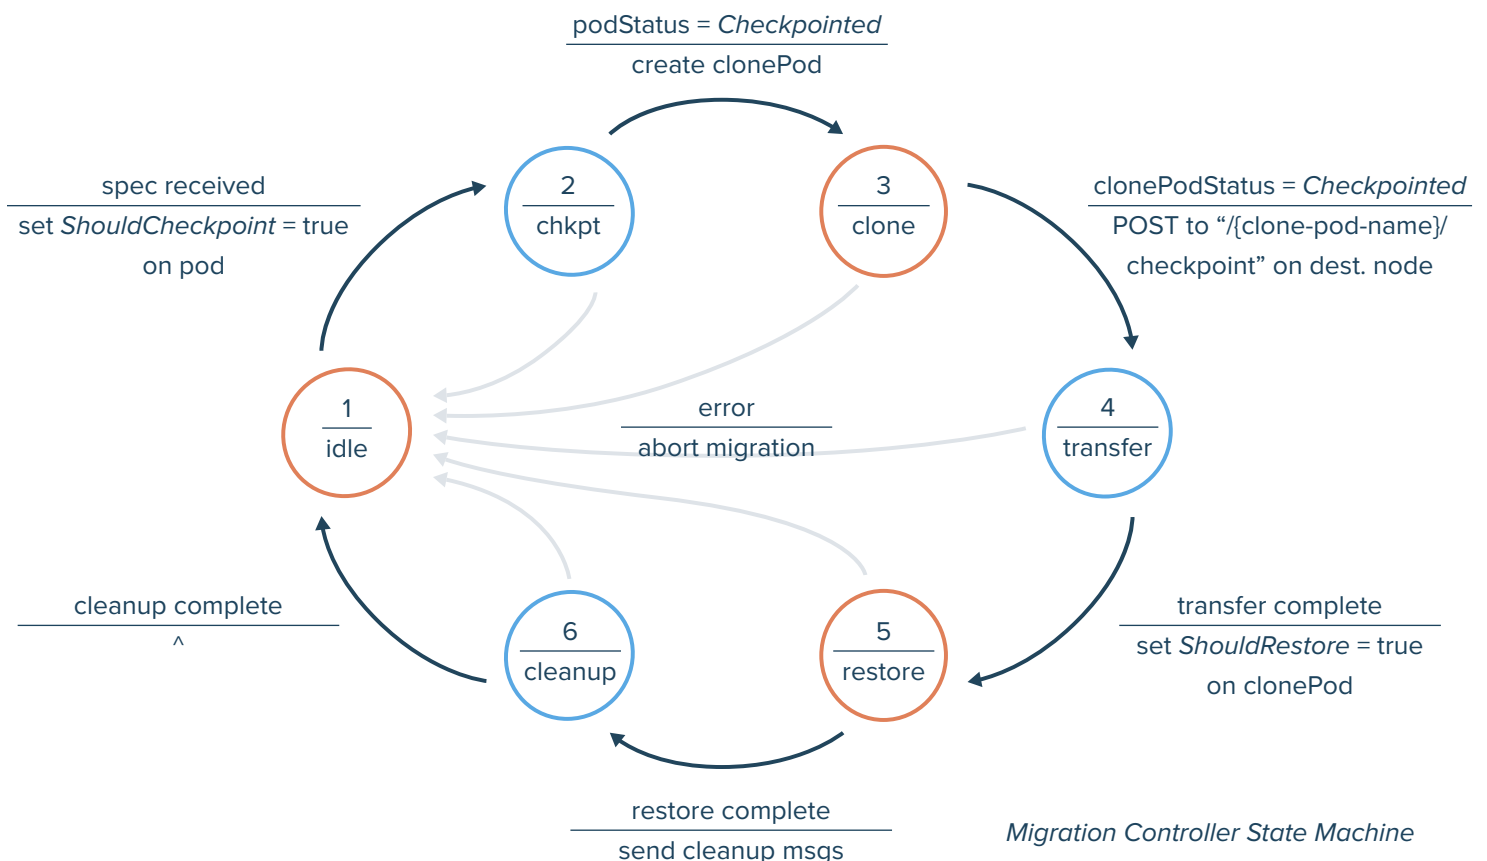 podStatus = Checkpointed
create clonePod
spec received
set ShouldCheckpoint = true
on pod
2
chkpt
3
clone
clonePodStatus = Checkpointed
POST to “/{clone-pod-name}/
checkpoint” on dest. node
1
idle
error
abort migration
4
transfer
cleanup complete
^
6
cleanup
5
restore
transfer complete
set ShouldRestore = true
on clonePod
restore complete
send cleanup msgs
Migration Controller State Machine